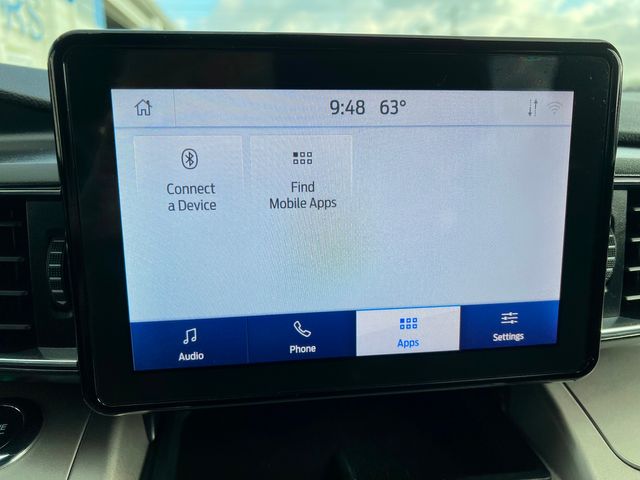 9:48 63°
Connect
a Device
Find
Mobile Apps
Audio
Phone
Apps
Settings